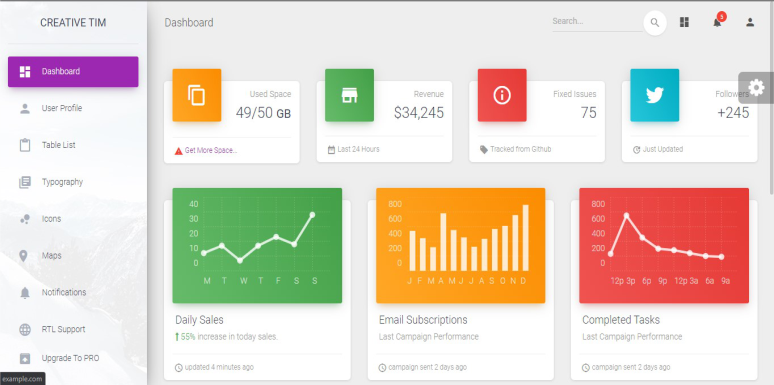 CREATIVE TIM
Dashboard
User Profile
Table List
Typography
Icons
Maps
Notifications
RTL Support
Upgrade To PRO
example.com
Dashboard
Search...
5
Used Space
49/50 GB
Get More Space...
Revenue
$34,245
Last 24 Hours
Fixed Issues
75
Tracked from Github
Followers
+245
Just Updated
40
30
20
10
0
M T W T F S S
Daily Sales
55% increase in today sales.
updated 4 minutes ago
800
600
400
200
0
J F M A M J J A S O N D
Email Subscriptions
Last Campaign Performance
campaign sent 2 days ago
800
600
400
200
0
12p 3p 6p 9p 12p 3a 6a 9a
Completed Tasks
Last Campaign Performance
campaign sent 2 days ago